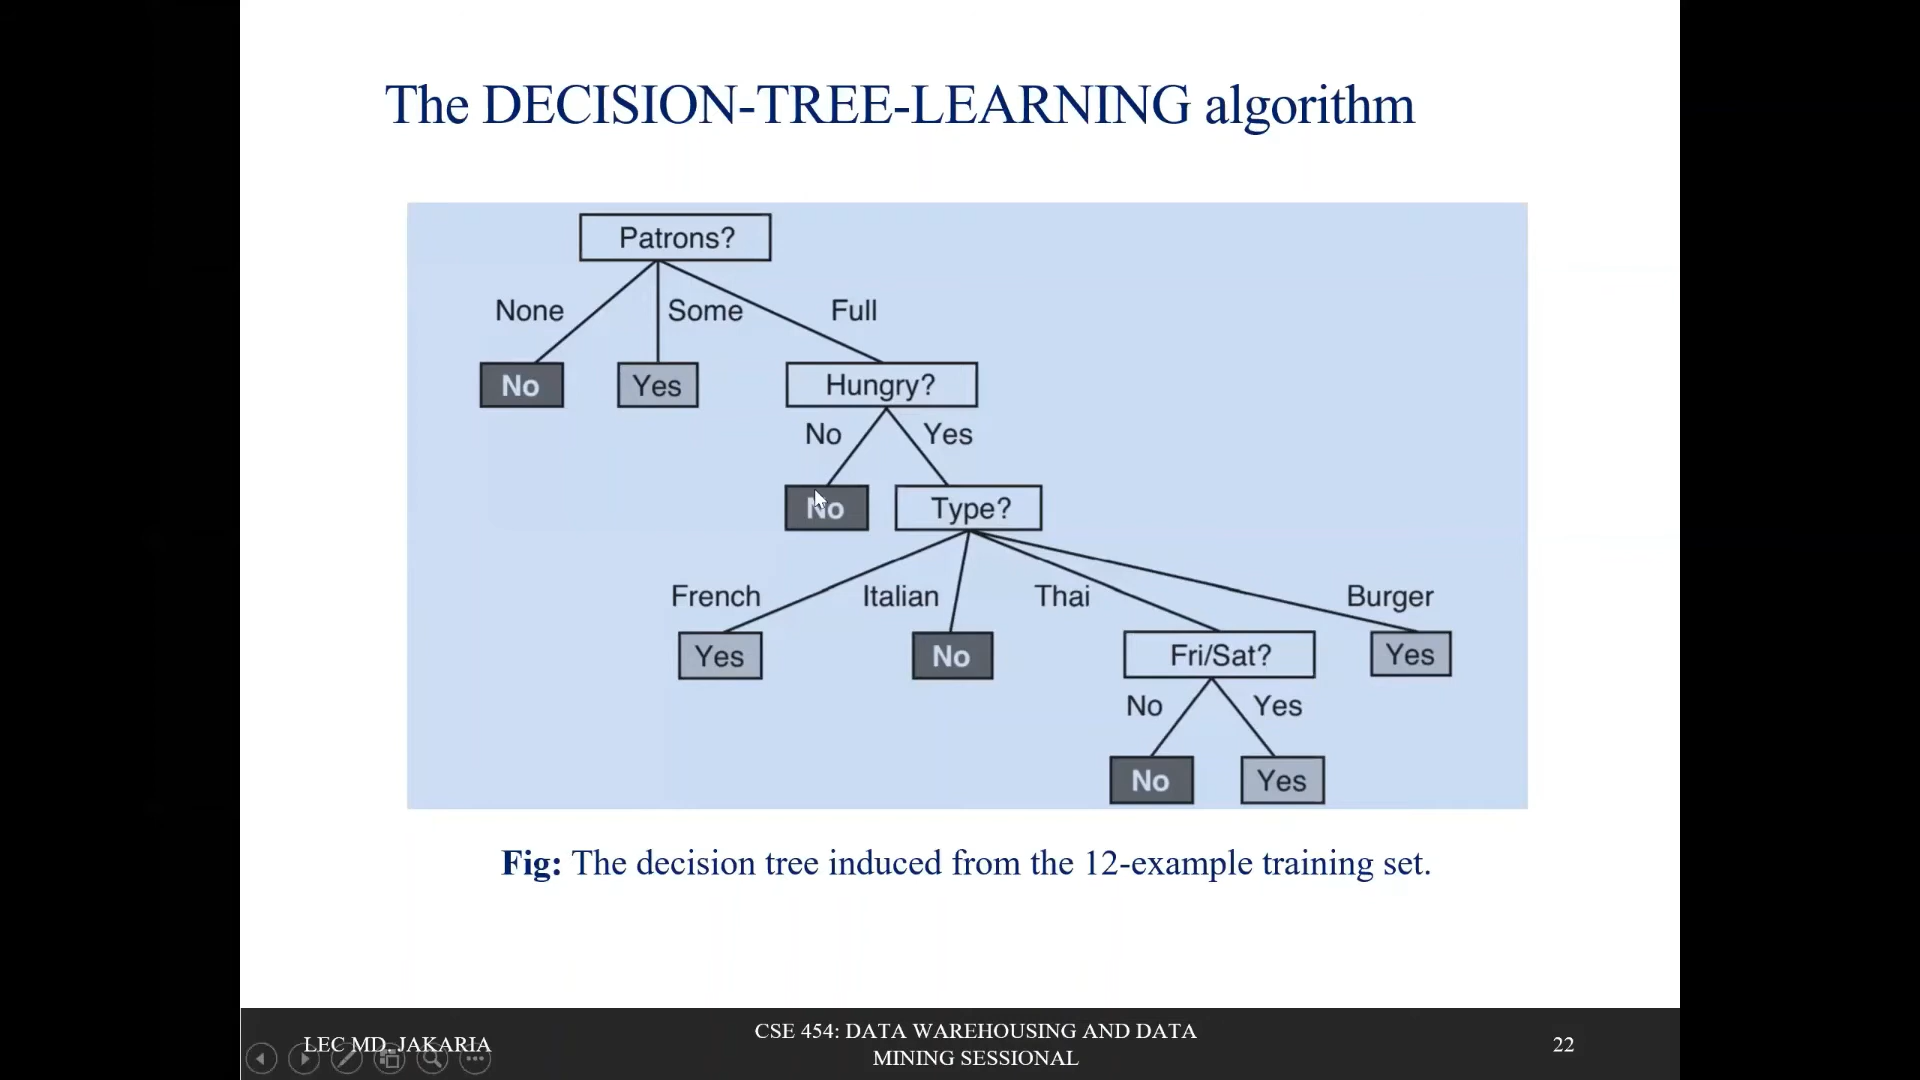 The DECISION-TREE-LEARNING algorithm
Patrons?
None Some Full
No Yes Hungry?
No Yes
No Type?
French Italian Thai Burger
Yes No Fri/Sat? Yes
No Yes
No Yes
Fig: The decision tree induced from the 12-example training set.
LEC MD. JAKARIA
CSE 454: DATA WAREHOUSING AND DATA
MINING SESSIONAL
22